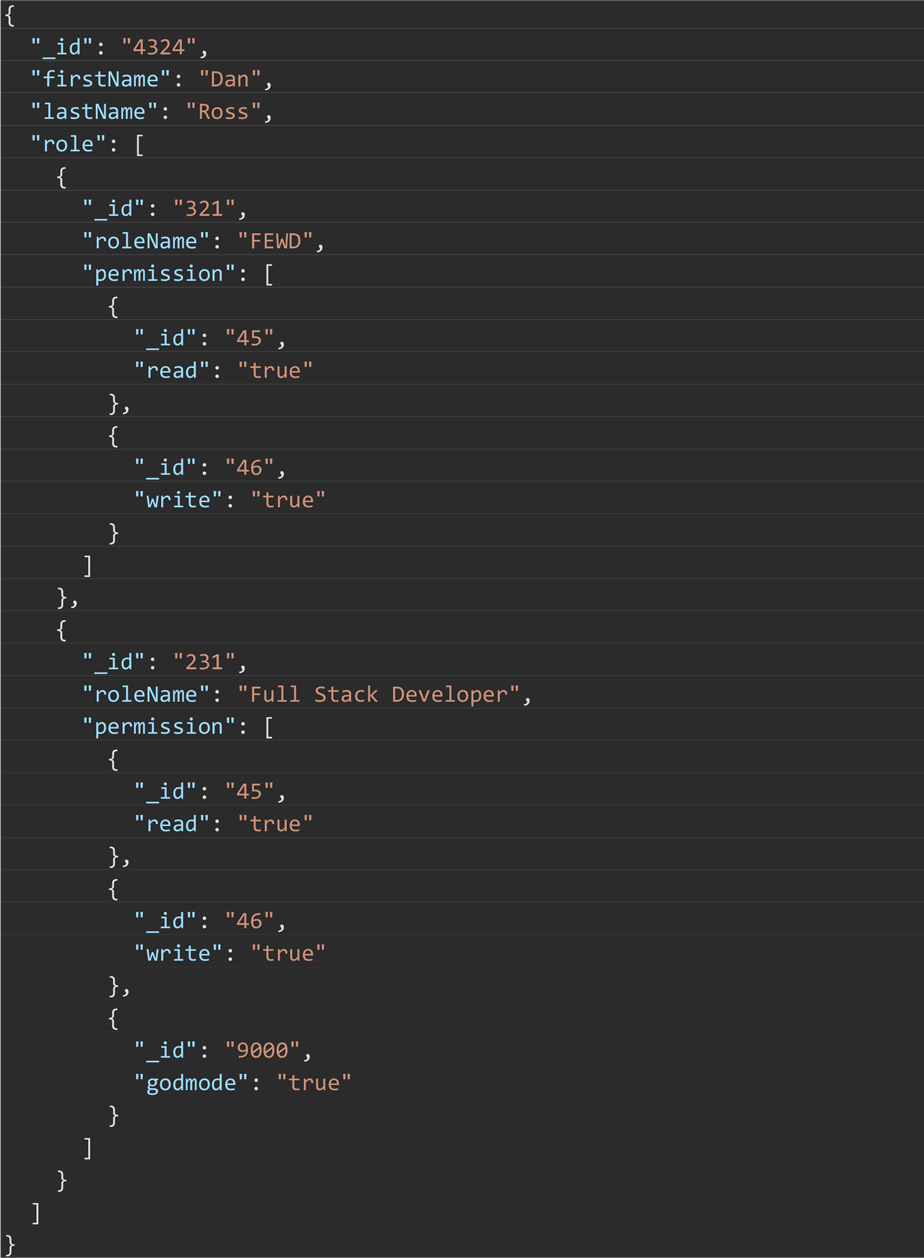 {
  "_id": "4324",
  "firstName": "Dan",
  "lastName": "Ross",
  "role": [
    {
      "_id": "321",
      "roleName": "FEWD",
      "permission": [
        {
          "_id": "45",
          "read": "true"
        },
        {
          "_id": "46",
          "write": "true"
        }
      ]
    },
    {
      "_id": "231",
      "roleName": "Full Stack Developer",
      "permission": [
        {
          "_id": "45",
          "read": "true"
        },
        {
          "_id": "46",
          "write": "true"
        },
        {
          "_id": "9000",
          "godmode": "true"
        }
      ]
    }
  ]
}